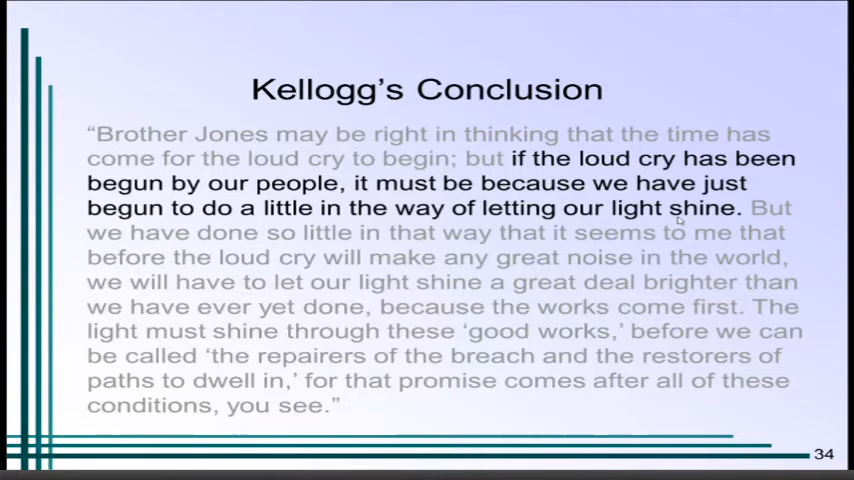 Kellogg's Conclusion
“Brother Jones may be right in thinking that the time has
come for the loud cry to begin; but if the loud cry has been
begun by our people, it must be because we have just
begun to do a little in the way of letting our light shine. But
we have done so little in that way that it seems to me that
before the loud cry will make any great noise in the world,
we will have to let our light shine a great deal brighter than
we have ever yet done, because the works come first. The
light must shine through these ‘good works,’ before we can
be called ‘the repairers of the breach and the restorers of
paths to dwell in,’ for that promise comes after all of these
conditions, you see.”
34